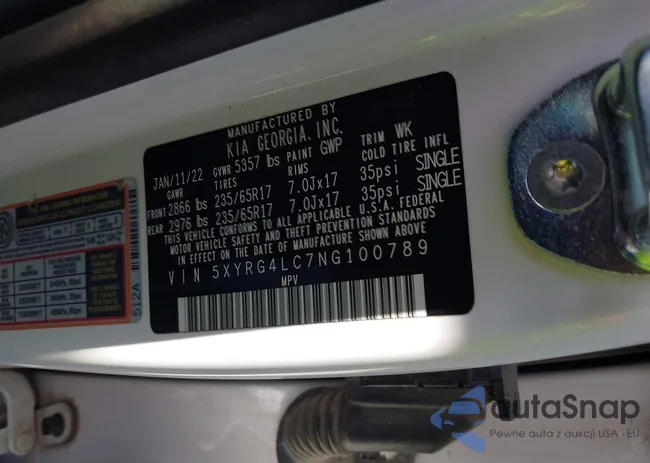 MANUFACTURED BY
KIA GEORGIA, INC.
JAN/11/22 GVWR 5357 lbs PAINT GWP TRIM WK
GAWR TIRES RIMS COLD TIRE INFL
FRONT 2866 lbs 235/65R17 7.0Jx17 35psi SINGLE
REAR 2976 lbs 235/65R17 7.0Jx17 35psi SINGLE
THIS VEHICLE CONFORMS TO ALL APPLICABLE U.S.A. FEDERAL
MOTOR VEHICLE SAFETY AND THEFT PREVENTION STANDARDS
IN EFFECT ON THE DATE OF MANUFACTURE SHOWN ABOVE
VIN 5XYRG4LC7NG100789
MPV
512A
autaSnap
Pewne auta z aukcji USA - EU